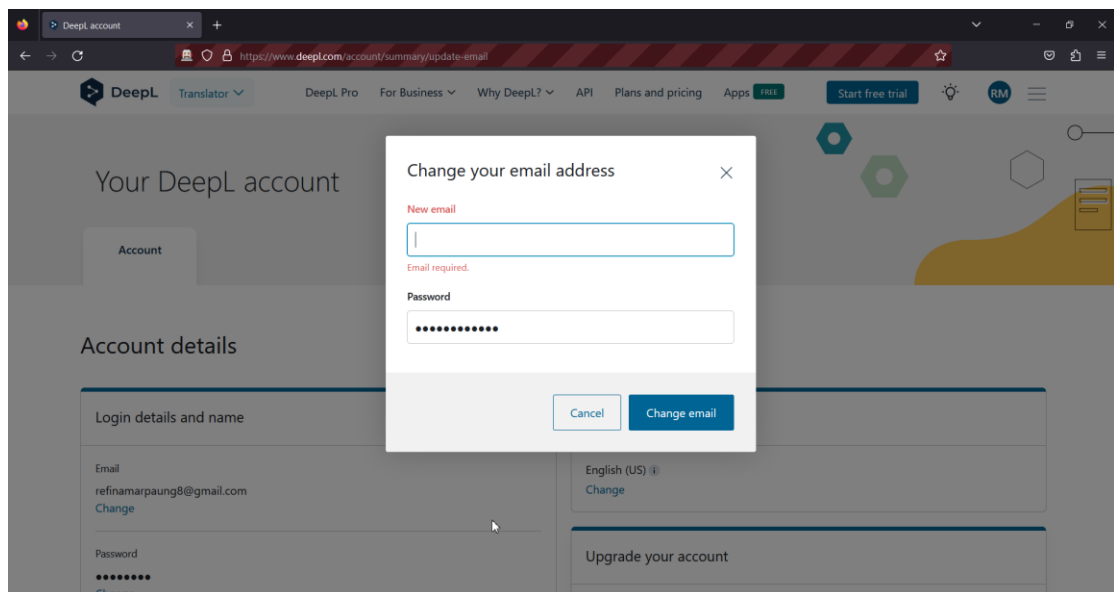 DeepL account
https://www.deepl.com/account/summary/update-email
DeepL Translator DeepL Pro For Business Why DeepL? API Plans and pricing Apps FREE Start free trial RM
Your DeepL account
Account
Change your email address
New email
Email required.
Password
••••••••••••
Cancel Change email
Account details
Login details and name
Email
refinamarpaung8@gmail.com
Change
Password
••••••••
English (US)
Change
Upgrade your account